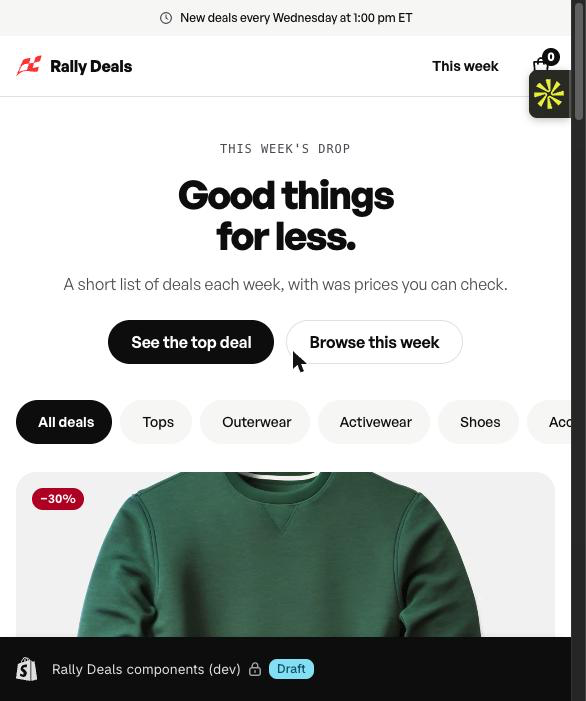 New deals every Wednesday at 1:00 pm ET
Rally Deals
This week
0
THIS WEEK'S DROP
Good things
for less.
A short list of deals each week, with was prices you can check.
See the top deal
Browse this week
All deals
Tops
Outerwear
Activewear
Shoes
Acc
−30%
Rally Deals components (dev)
Draft